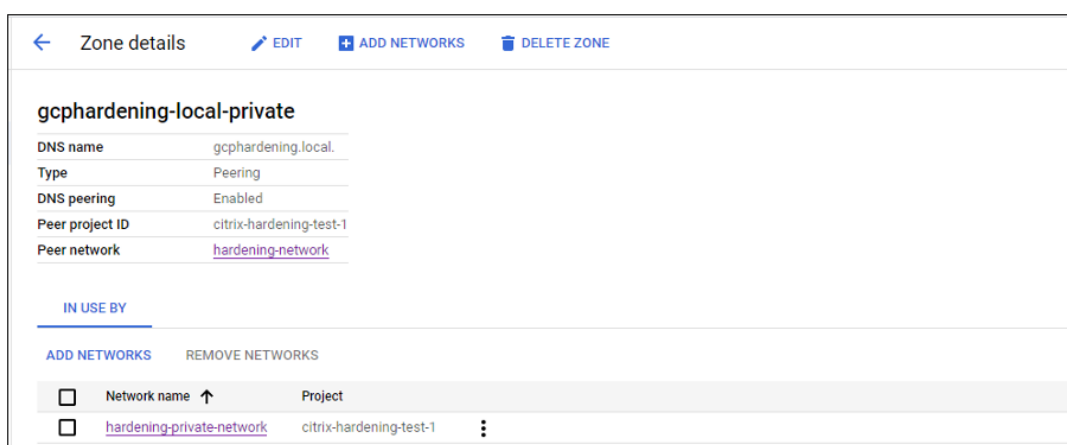 Zone details EDIT ADD NETWORKS DELETE ZONE
gcphardening-local-private
DNS name gcphardening.local.
Type Peering
DNS peering Enabled
Peer project ID citrix-hardening-test-1
Peer network hardening-network
IN USE BY
ADD NETWORKS REMOVE NETWORKS
Network name Project
hardening-private-network citrix-hardening-test-1